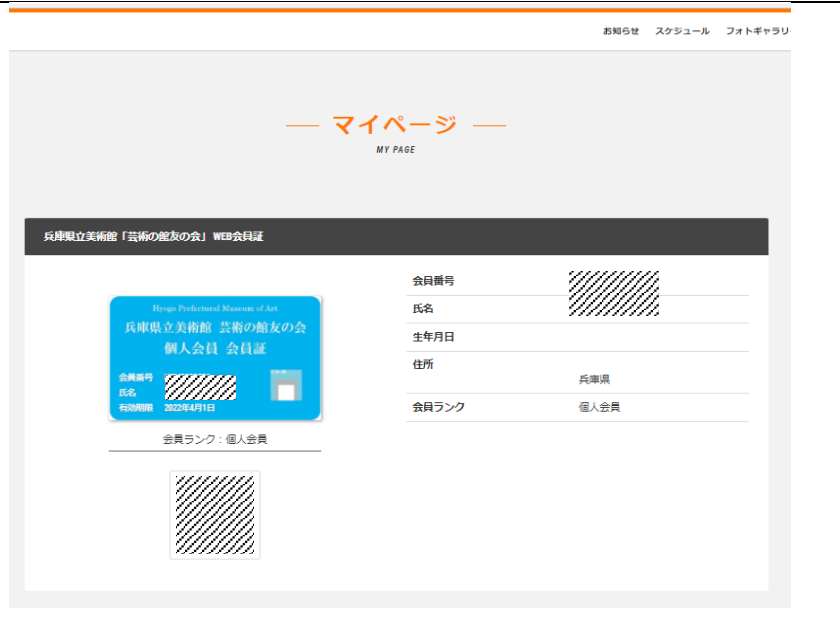 お知らせ スケジュール フォトギャラリ
マイページ
MY PAGE
兵庫県立美術館「芸術の館友の会」 WEB会員証
Hyogo Prefectural Museum of Art
兵庫県立美術館 芸術の館友の会
個人会員 会員証
会員番号
氏名
有効期限 2022年4月1日
会員ランク：個人会員
会員番号
氏名
生年月日
住所
兵庫県
会員ランク 個人会員